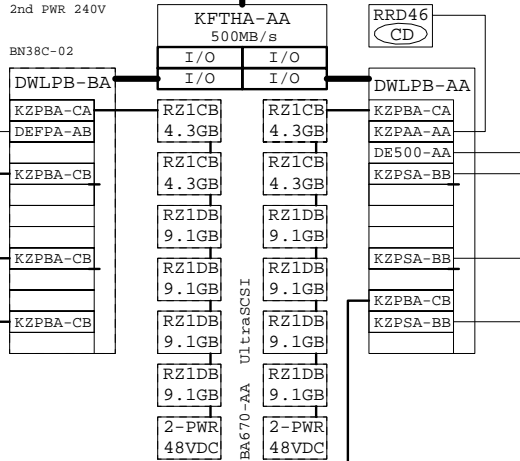 2nd PWR 240V
BN38C-02
KFTHA-AA
500MB/s
I/O I/O
I/O I/O
RRD46
CD
DWLPB-BA
KZPBA-CA
DEFPA-AB
KZPBA-CB
KZPBA-CB
KZPBA-CB
RZ1CB
4.3GB
RZ1CB
4.3GB
RZ1DB
9.1GB
RZ1DB
9.1GB
RZ1DB
9.1GB
RZ1DB
9.1GB
2-PWR
48VDC
BA670-AA UltraSCSI
RZ1CB
4.3GB
RZ1CB
4.3GB
RZ1DB
9.1GB
RZ1DB
9.1GB
RZ1DB
9.1GB
RZ1DB
9.1GB
2-PWR
48VDC
DWLPB-AA
KZPBA-CA
KZPAA-AA
DE500-AA
KZPSA-BB
KZPSA-BB
KZPBA-CB
KZPSA-BB